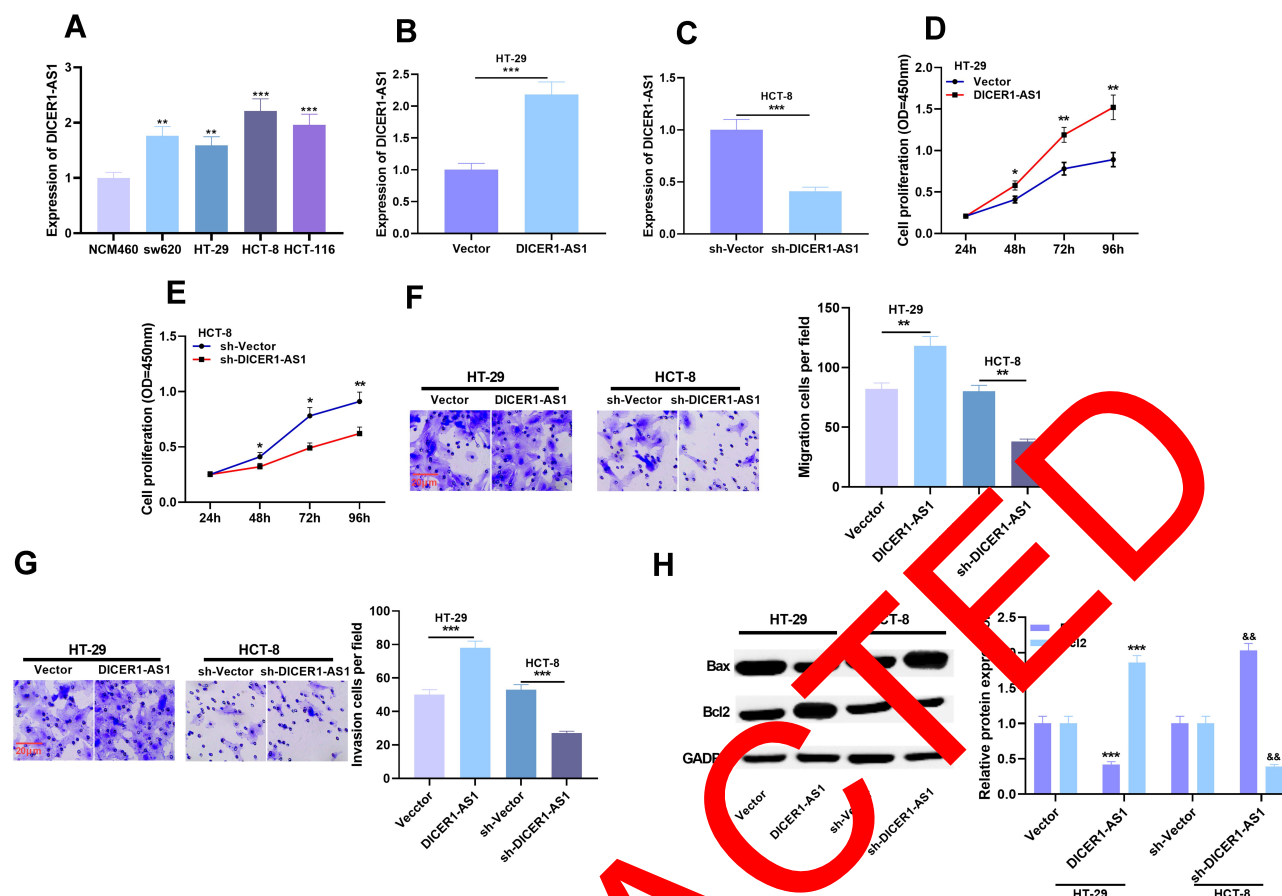 A
Expression of DICER1-AS1
3
2
1
0
**
**
***
***
NCM460 sw620 HT-29 HCT-8 HCT-116
B
Expression of DICER1-AS1
2.5
2.0
1.5
1.0
0.5
0.0
HT-29
***
Vector DICER1-AS1
C
Expression of DICER1-AS1
1.5
1.0
0.5
0.0
HCT-8
***
sh-Vector sh-DICER1-AS1
D
Cell proliferation (OD=450nm)
2.0
1.5
1.0
0.5
0.0
HT-29
Vector
DICER1-AS1
*
**
**
24h 48h 72h 96h
E
Cell proliferation (OD=450nm)
1.5
1.0
0.5
0.0
HCT-8
sh-Vector
sh-DICER1-AS1
*
*
**
24h 48h 72h 96h
F
HT-29 HCT-8
Vector DICER1-AS1 sh-Vector sh-DICER1-AS1
Migration cells per field
150
100
50
0
HT-29
**
HCT-8
**
Vecctor
DICER1-AS1
sh-DICER1-AS1
G
HT-29 HCT-8
Vector DICER1-AS1 sh-Vector sh-DICER1-AS1
20μm
Invasion cells per field
100
80
60
40
20
0
HT-29
***
HCT-8
***
Vector
DICER1-AS1
sh-Vector
sh-DICER1-AS1
H
HT-29 HCT-8
Bax
Bcl2
Vector
DICER1-AS1
sh-DICER1-AS1
Relative protein
2.5
1.0
0.5
0.0
Bcl2
***
***
&&
&&
Vector
DICER1-AS1
sh-Vector
sh-DICER1-AS1
HT-29 HCT-8
ACTED